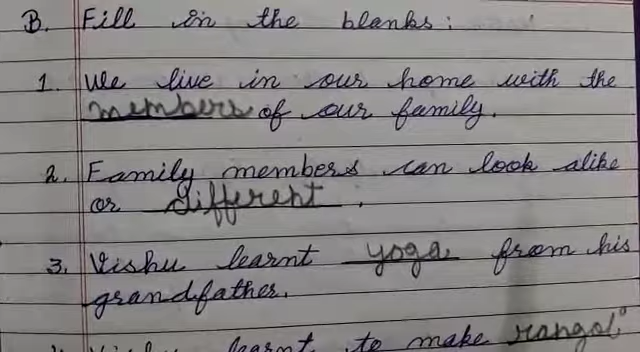 B. Fill in the blanks:
1. We live in our home with the
members of our family.
2. Family members can look alike
or different.
3. Vishu learnt yoga from his
grandfather.
learnt to make rangoli